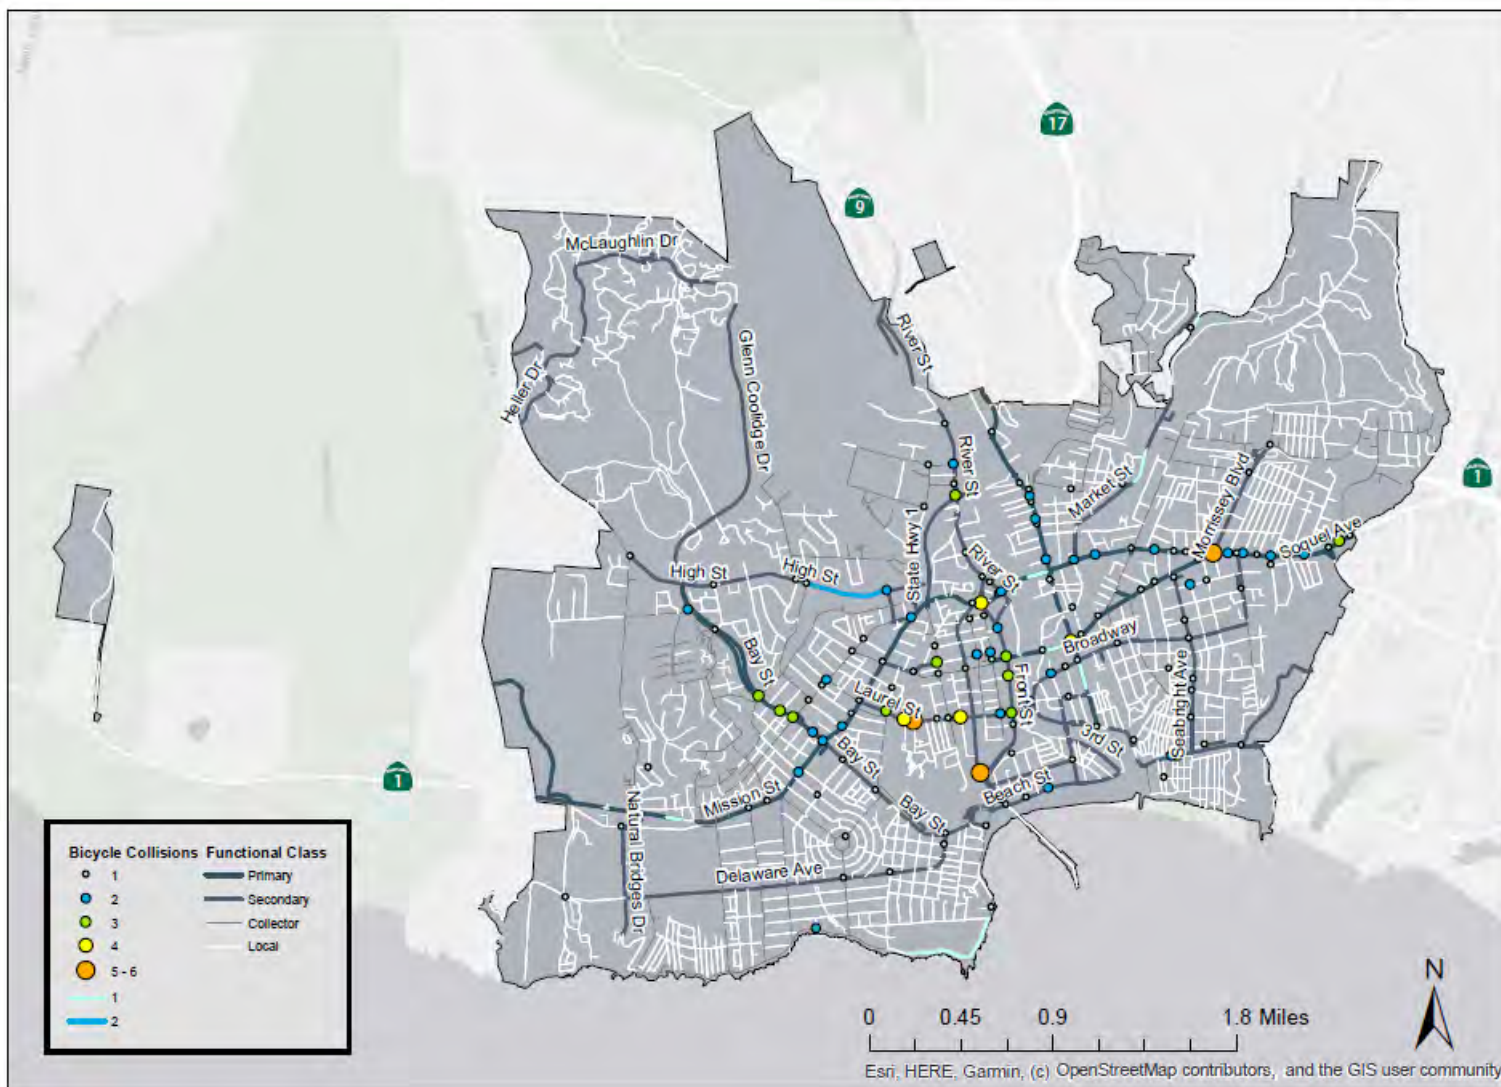 17
9
McLaughlin Dr
River St
Glenn Coolidge Dr
Heller Dr
River St
Market St
Morrissey Blvd
1
Soquel Ave
State Hwy 1
High St
High St
River St
Broadway
Bay St
Laurel St
Front St
Seabright Ave
3rd St
Bay St
Beach St
1
Mission St
Bay St
Natural Bridges Dr
Delaware Ave
Bicycle Collisions Functional Class
1 Primary
2 Secondary
3 Collector
4 Local
5 - 6
1
2
N
0 0.45 0.9 1.8 Miles
Esri, HERE, Garmin, (c) OpenStreetMap contributors, and the GIS user community